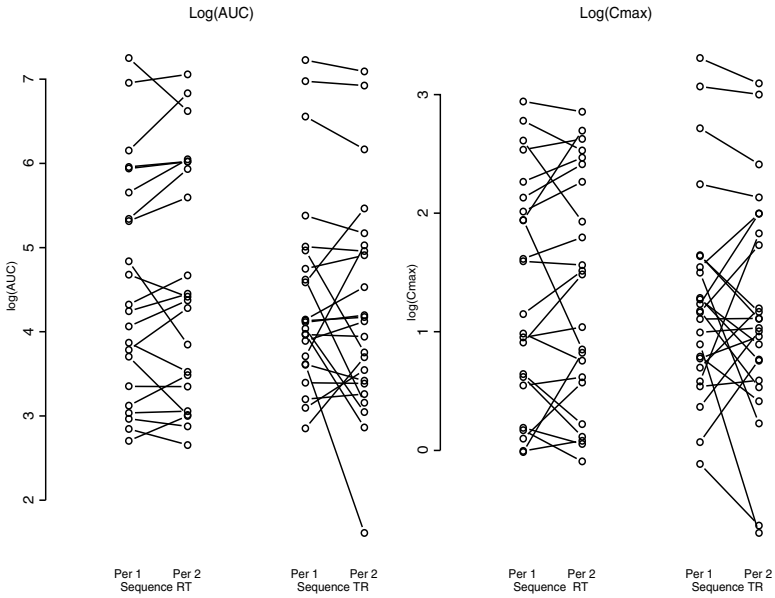 Log(AUC)
Log(Cmax)
log(AUC)
7
6
5
4
3
2
log(Cmax)
3
2
1
0
Per 1 Per 2
Sequence RT
Per 1 Per 2
Sequence TR
Per 1 Per 2
Sequence RT
Per 1 Per 2
Sequence TR